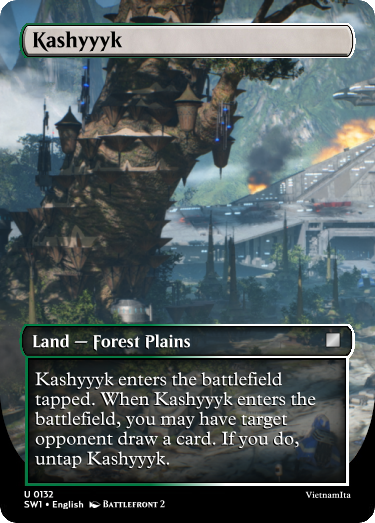 Kashyyyk
Land — Forest Plains
Kashyyyk enters the battlefield
tapped. When Kashyyyk enters the
battlefield, you may have target
opponent draw a card. If you do,
untap Kashyyyk.
U 0132
VietnamIta
SW1 • English Battlefront 2